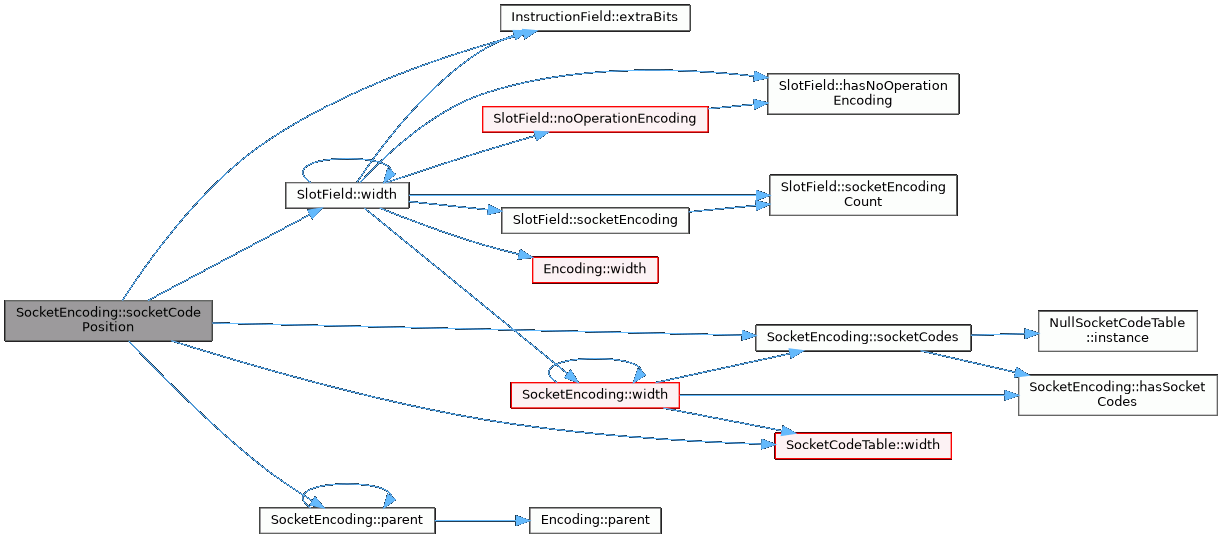 InstructionField::extraBits
SlotField::hasNoOperation
Encoding
SlotField::noOperationEncoding
SlotField::width
SlotField::socketEncoding
Count
SlotField::socketEncoding
Encoding::width
SocketEncoding::socketCode
Position
SocketEncoding::socketCodes
NullSocketCodeTable
::instance
SocketEncoding::width
SocketEncoding::hasSocket
Codes
SocketCodeTable::width
SocketEncoding::parent
Encoding::parent